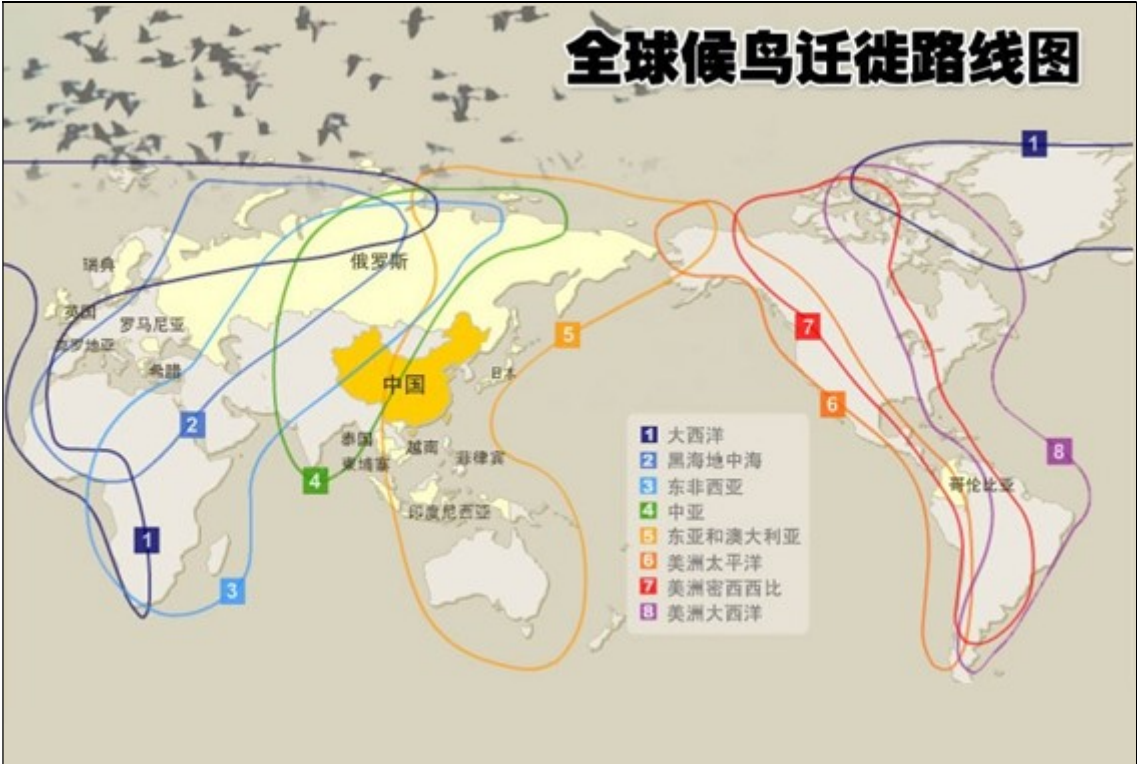 全球候鸟迁徙路线图
1
瑞典
俄罗斯
英国
罗马尼亚
克罗地亚
希腊
5
7
中国
日本
6
2
泰国
越南
菲律宾
柬埔寨
8
4
哥伦比亚
印度尼西亚
1
3
1 大西洋
2 黑海地中海
3 东非西亚
4 中亚
5 东亚和澳大利亚
6 美洲太平洋
7 美洲密西西比
8 美洲大西洋